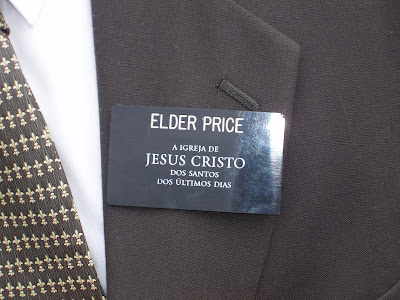 ELDER PRICE
A IGREJA DE
JESUS CRISTO
DOS SANTOS
DOS ÚLTIMOS DIAS